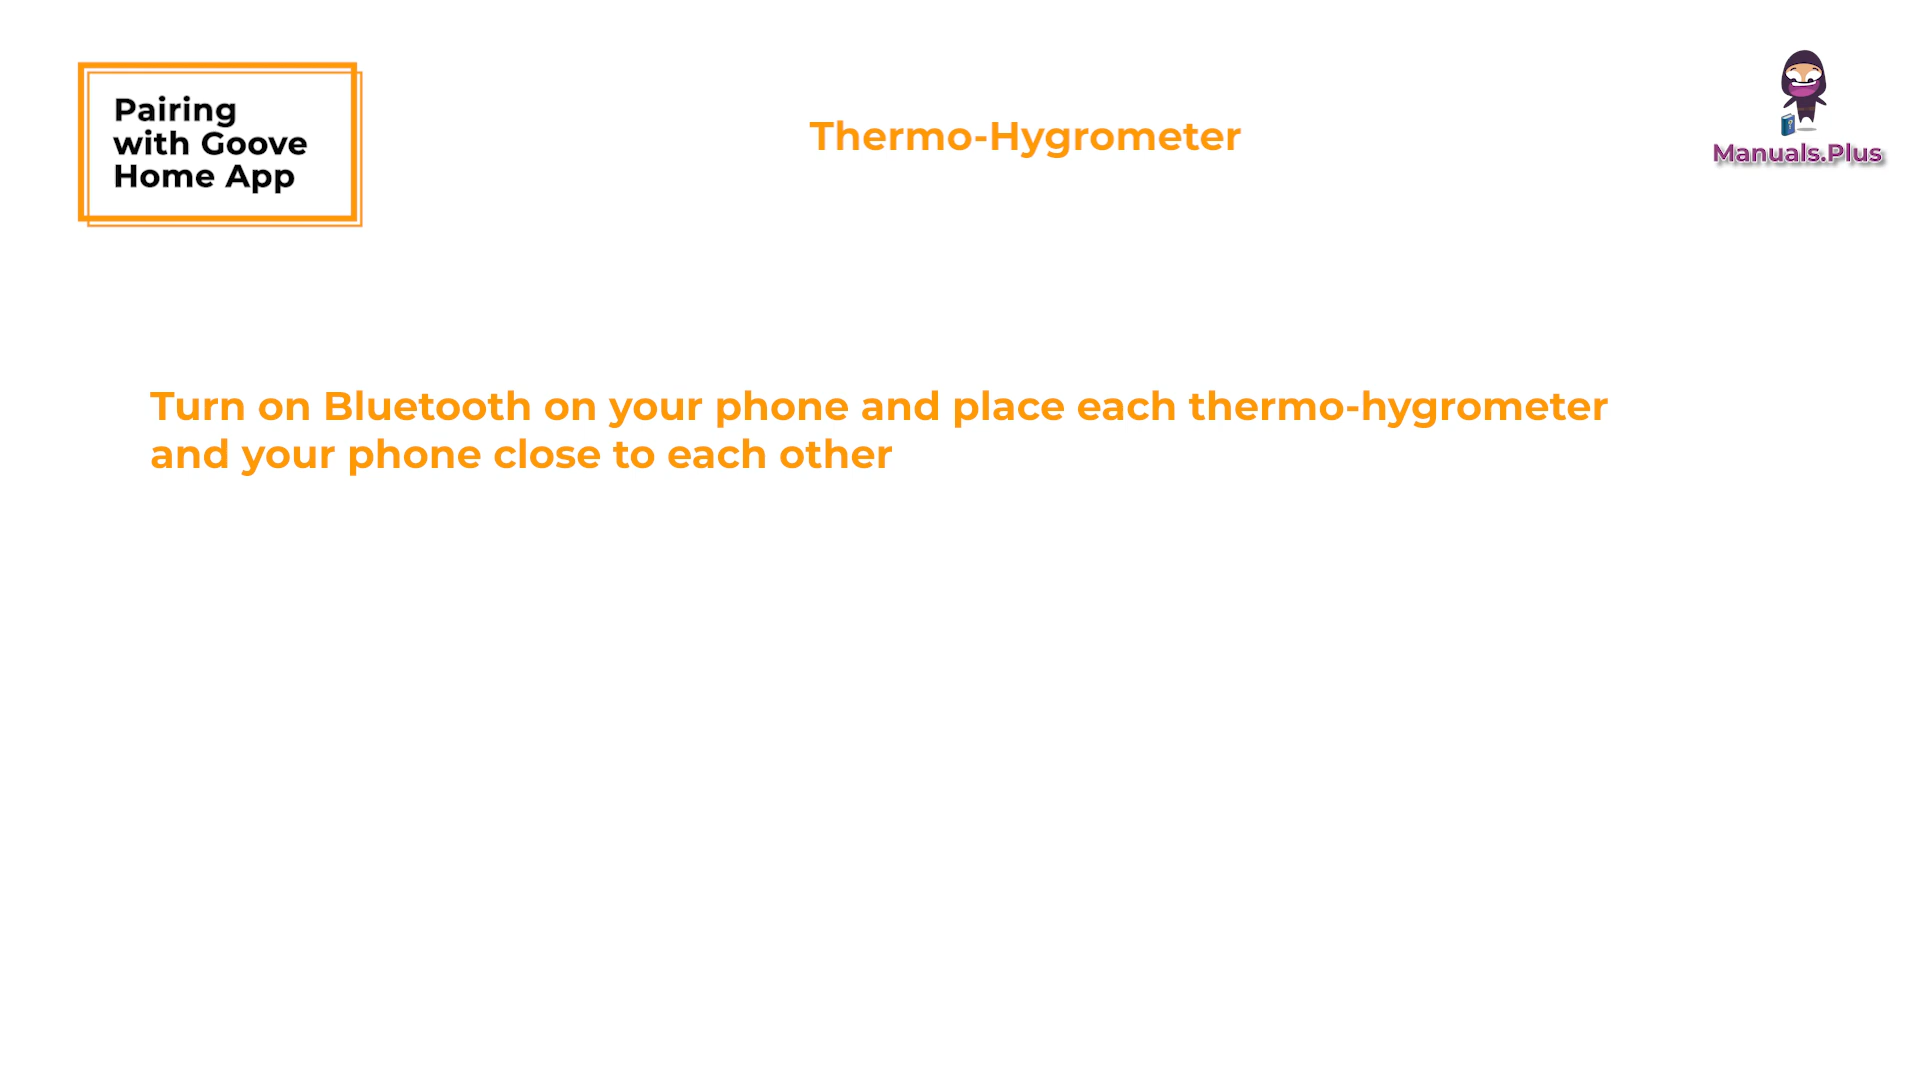 Pairing
with Goove
Home App
Thermo-Hygrometer
Manuals.Plus
Turn on Bluetooth on your phone and place each thermo-hygrometer
and your phone close to each other